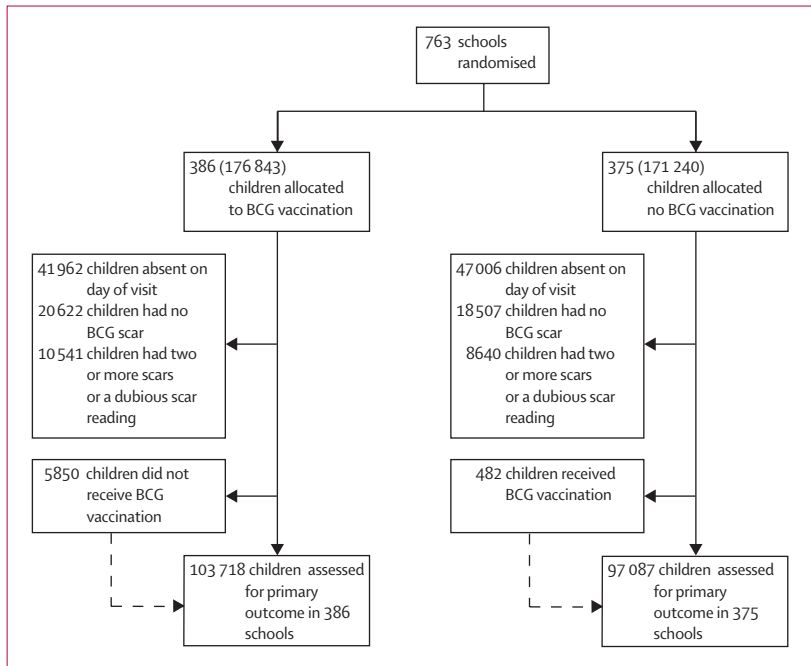 763 schools
randomised
386 (176 843)
children allocated
to BCG vaccination
375 (171 240)
children allocated
no BCG vaccination
41 962 children absent on
day of visit
20 622 children had no
BCG scar
10 541 children had two
or more scars
or a dubious scar
reading
47 006 children absent on
day of visit
18 507 children had no
BCG scar
8640 children had two
or more scars
or a dubious scar
reading
5850 children did not
receive BCG
vaccination
482 children received
BCG vaccination
103 718 children assessed
for primary
outcome in 386
schools
97 087 children assessed
for primary
outcome in 375
schools